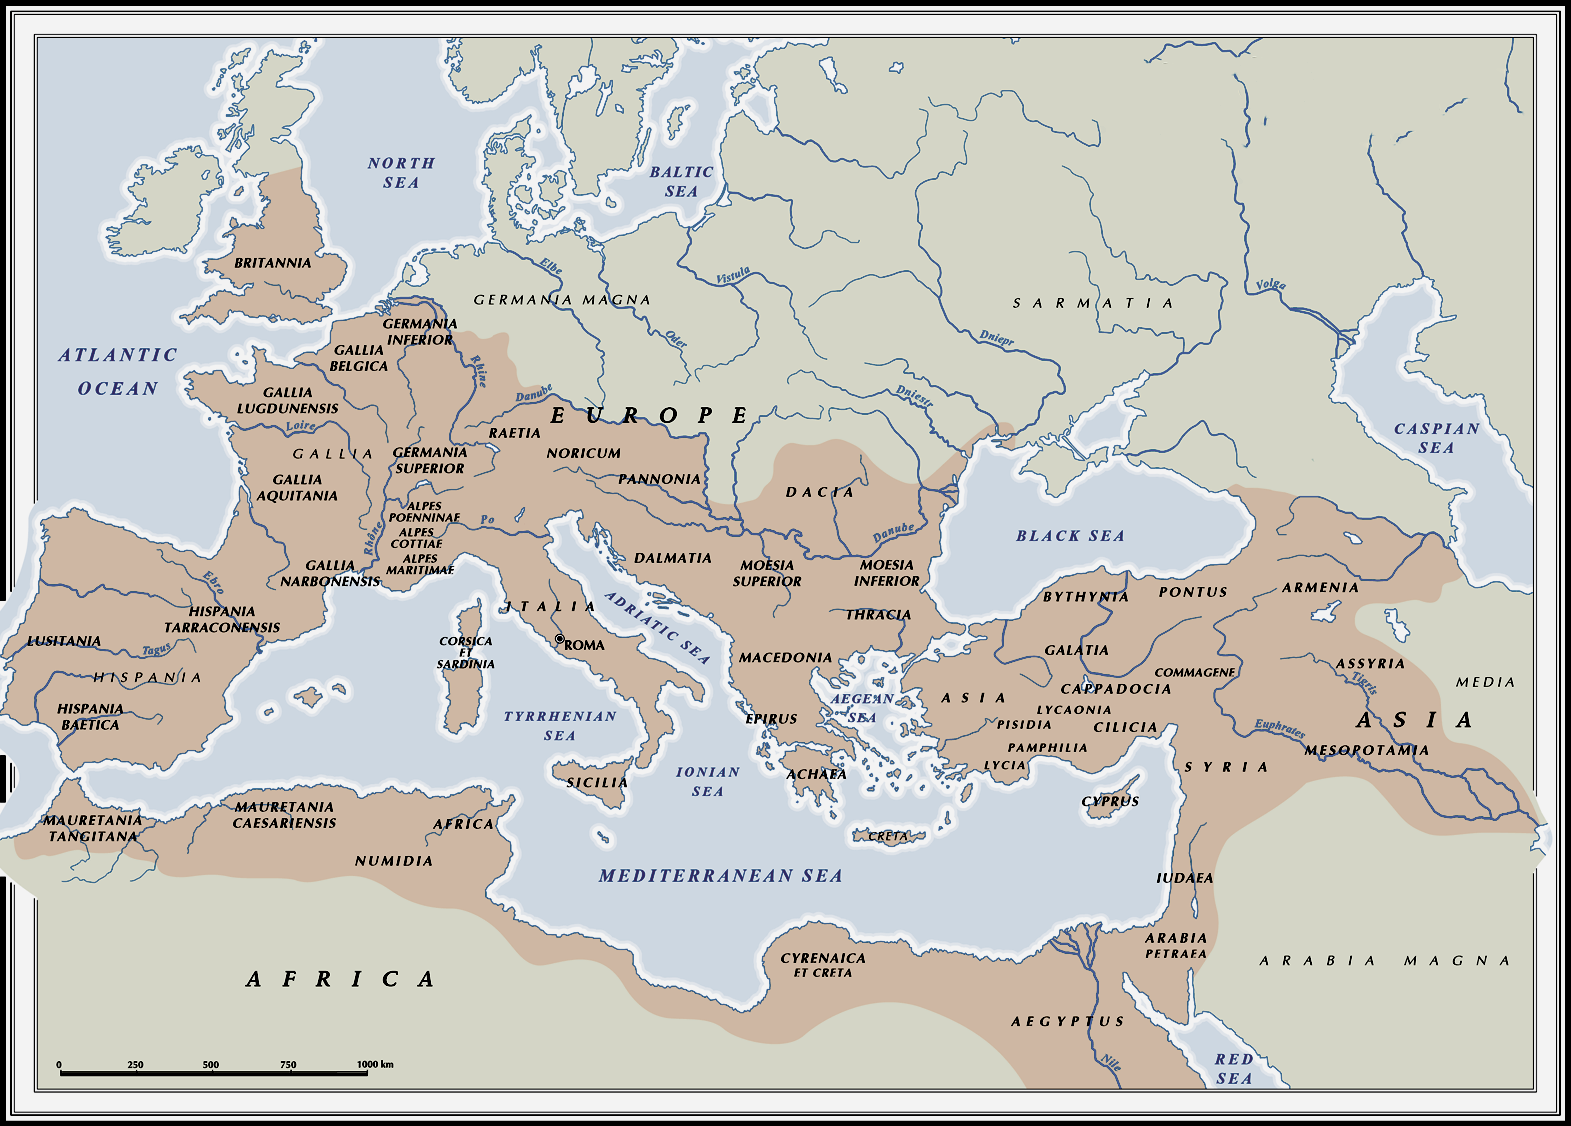 NORTH
SEA
BALTIC
SEA
BRITANNIA
Elbe
Vistula
Volga
GERMANIA MAGNA
SARMATIA
GERMANIA
INFERIOR
Oder
Dniepr
ATLANTIC
OCEAN
GALLIA
BELGICA
Rhine
GALLIA
LUGDUNENSIS
Danube
Dniestr
EUROPE
Loire
RAETIA
CASPIAN
SEA
GALLIA
GERMANIA
SUPERIOR
NORICUM
GALLIA
AQUITANIA
PANNONIA
DACIA
ALPES
POENNINAE
ALPES
COTTIAE
ALPES
MARITIMAE
Po
Rhône
Danube
BLACK SEA
GALLIA
NARBONENSIS
DALMATIA
MOESIA
SUPERIOR
MOESIA
INFERIOR
Ebro
BYTHYNIA
PONTUS
ARMENIA
HISPANIA
TARRACONENSIS
ITALIA
ADRIATIC SEA
THRACIA
LUSITANIA
Tagus
CORSICA
ET
SARDINIA
ROMA
MACEDONIA
GALATIA
COMMAGENE
ASSYRIA
Tigris
MEDIA
HISPANIA
CAPPADOCIA
HISPANIA
BAETICA
TYRRHENIAN
SEA
EPIRUS
AEGEAN
SEA
ASIA
LYCAONIA
PISIDIA
CILICIA
Euphrates
ASIA
PAMPHILIA
MESOPOTAMIA
LYCIA
SYRIA
SICILIA
IONIAN
SEA
ACHAEA
CYPRUS
MAURETANIA
TANGITANA
MAURETANIA
CAESARIENSIS
AFRICA
CRETA
NUMIDIA
MEDITERRANEAN SEA
IUDAEA
ARABIA
PETRAEA
CYRENAICA
ET CRETA
ARABIA MAGNA
AFRICA
AEGYPTUS
Nile
RED
SEA
0 250 500 750 1000 km